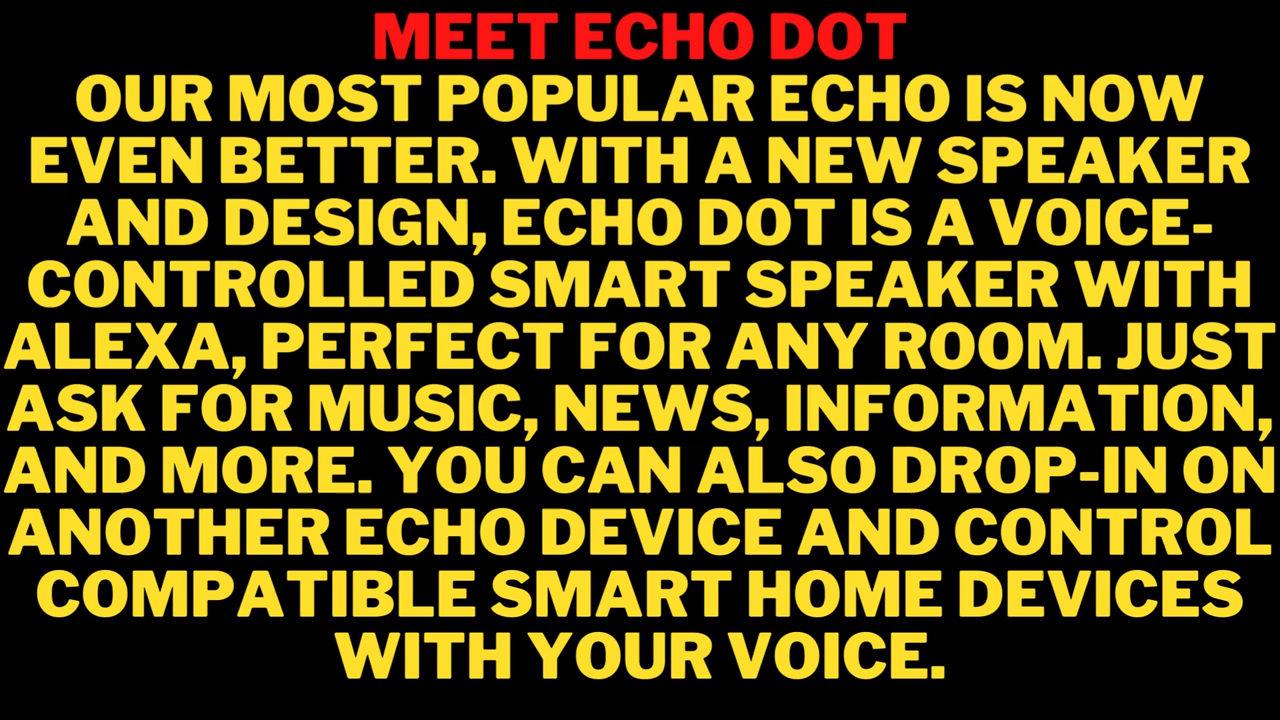 MEET ECHO DOT
OUR MOST POPULAR ECHO IS NOW
EVEN BETTER. WITH A NEW SPEAKER
AND DESIGN, ECHO DOT IS A VOICE-
CONTROLLED SMART SPEAKER WITH
ALEXA, PERFECT FOR ANY ROOM. JUST
ASK FOR MUSIC, NEWS, INFORMATION,
AND MORE. YOU CAN ALSO DROP-IN ON
ANOTHER ECHO DEVICE AND CONTROL
COMPATIBLE SMART HOME DEVICES
WITH YOUR VOICE.